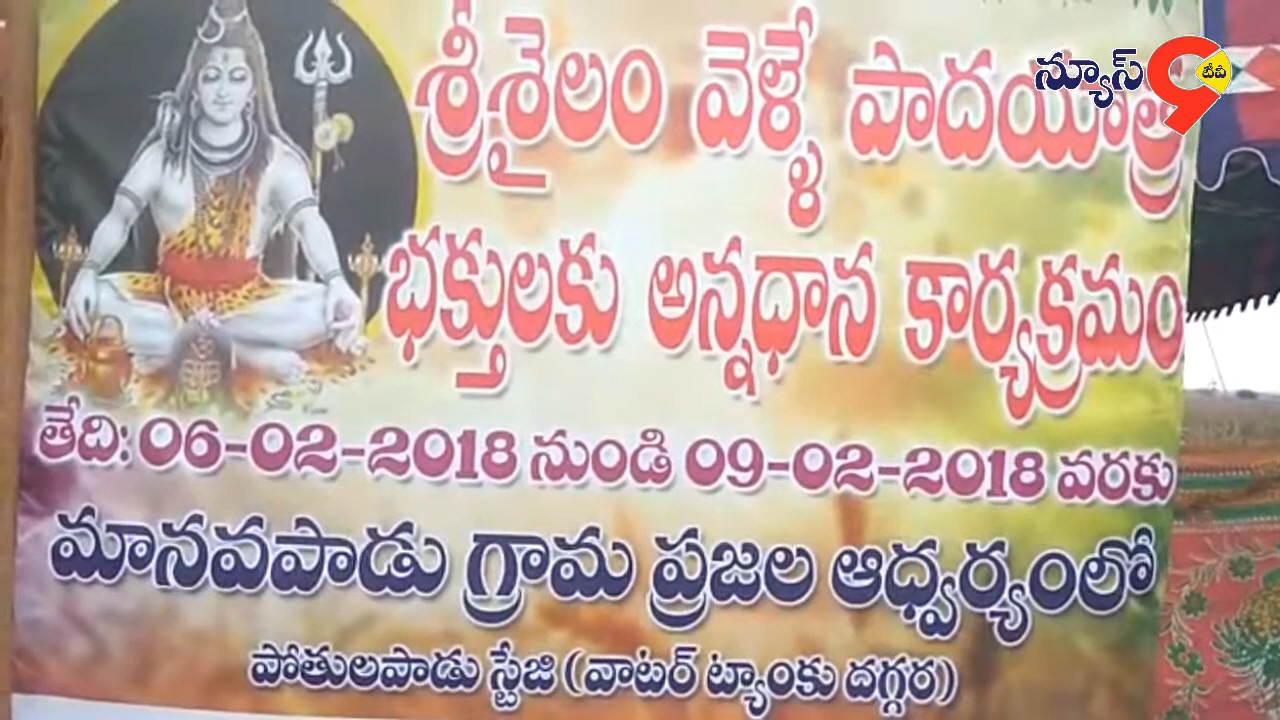 శ్రీశైలం వెళ్ళే పాదయాత్ర
న్యూస్ 9 టీవీ
భక్తులకు అన్నధాన కార్యక్రమం
తేది: 06-02-2018 నుండి 09-02-2018 వరకు
మానవపాడు గ్రామ ప్రజల ఆధ్వర్యంలో
పోతులపాడు స్టేజి (వాటర్ ట్యాంకు దగ్గర)